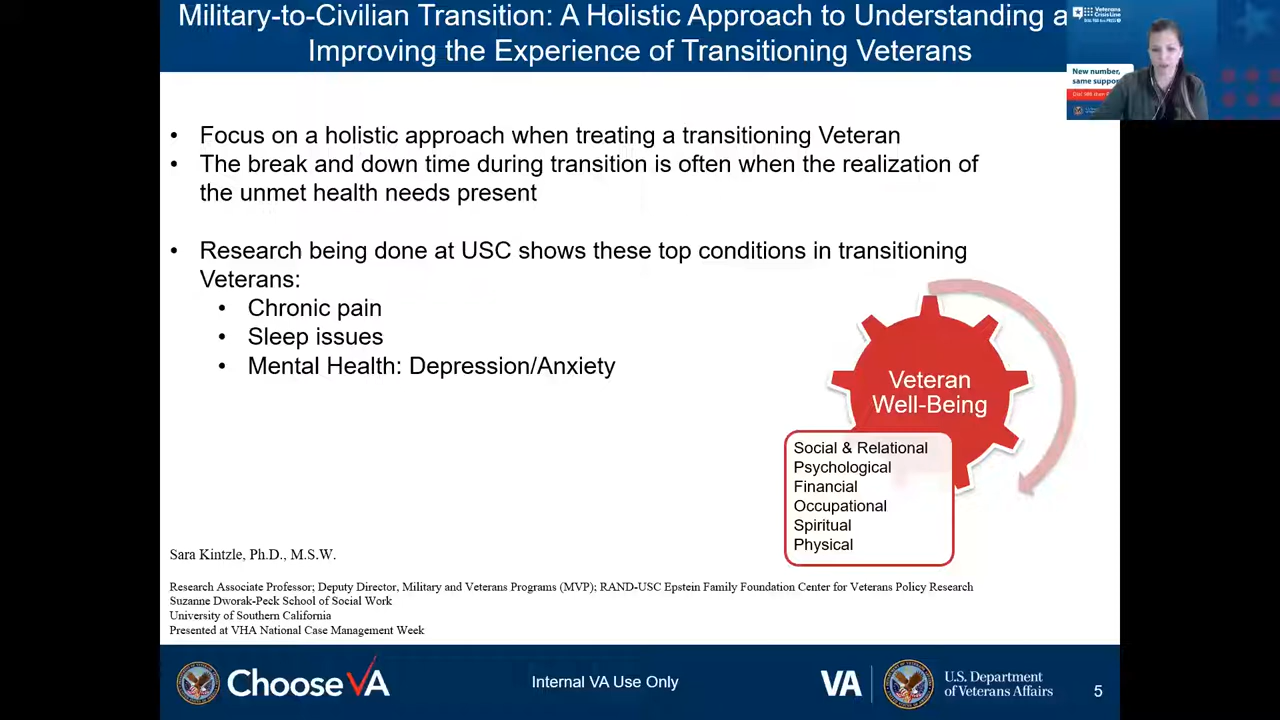 Military-to-Civilian Transition: A Holistic Approach to Understanding a
Improving the Experience of Transitioning Veterans
Veterans
Crisis Line
New number,
same support
• Focus on a holistic approach when treating a transitioning Veteran
• The break and down time during transition is often when the realization of
the unmet health needs present
• Research being done at USC shows these top conditions in transitioning
Veterans:
• Chronic pain
• Sleep issues
• Mental Health: Depression/Anxiety
Veteran
Well-Being
Social & Relational
Psychological
Financial
Occupational
Spiritual
Physical
Sara Kintzle, Ph.D., M.S.W.
Research Associate Professor; Deputy Director, Military and Veterans Programs (MVP); RAND-USC Epstein Family Foundation Center for Veterans Policy Research
Suzanne Dworak-Peck School of Social Work
University of Southern California
Presented at VHA National Case Management Week
Choose VA
Internal VA Use Only
VA
U.S. Department
of Veterans Affairs
5